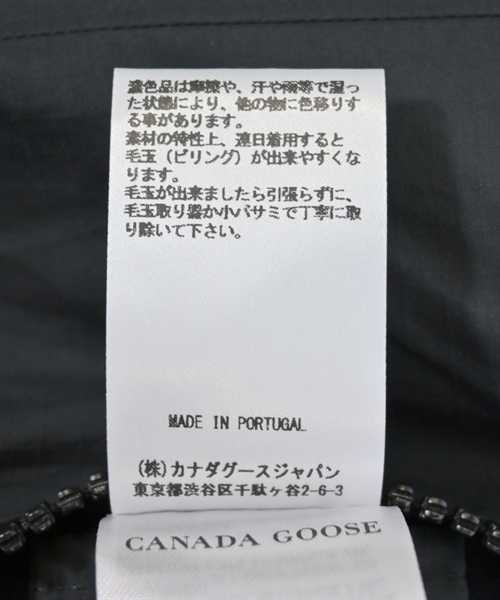 濃色品は摩擦や、汗や雨等で湿っ
た状態により、他の物に色移りす
る事があります。
素材の特性上、連日着用すると
毛玉（ピリング）が出来やすくな
ります。
毛玉が出来ましたら引張らずに、
毛玉取り器か小バサミで丁寧に取
り除いて下さい。
MADE IN PORTUGAL
(株)カナダグースジャパン
東京都渋谷区千駄ヶ谷2-6-3
CANADA GOOSE